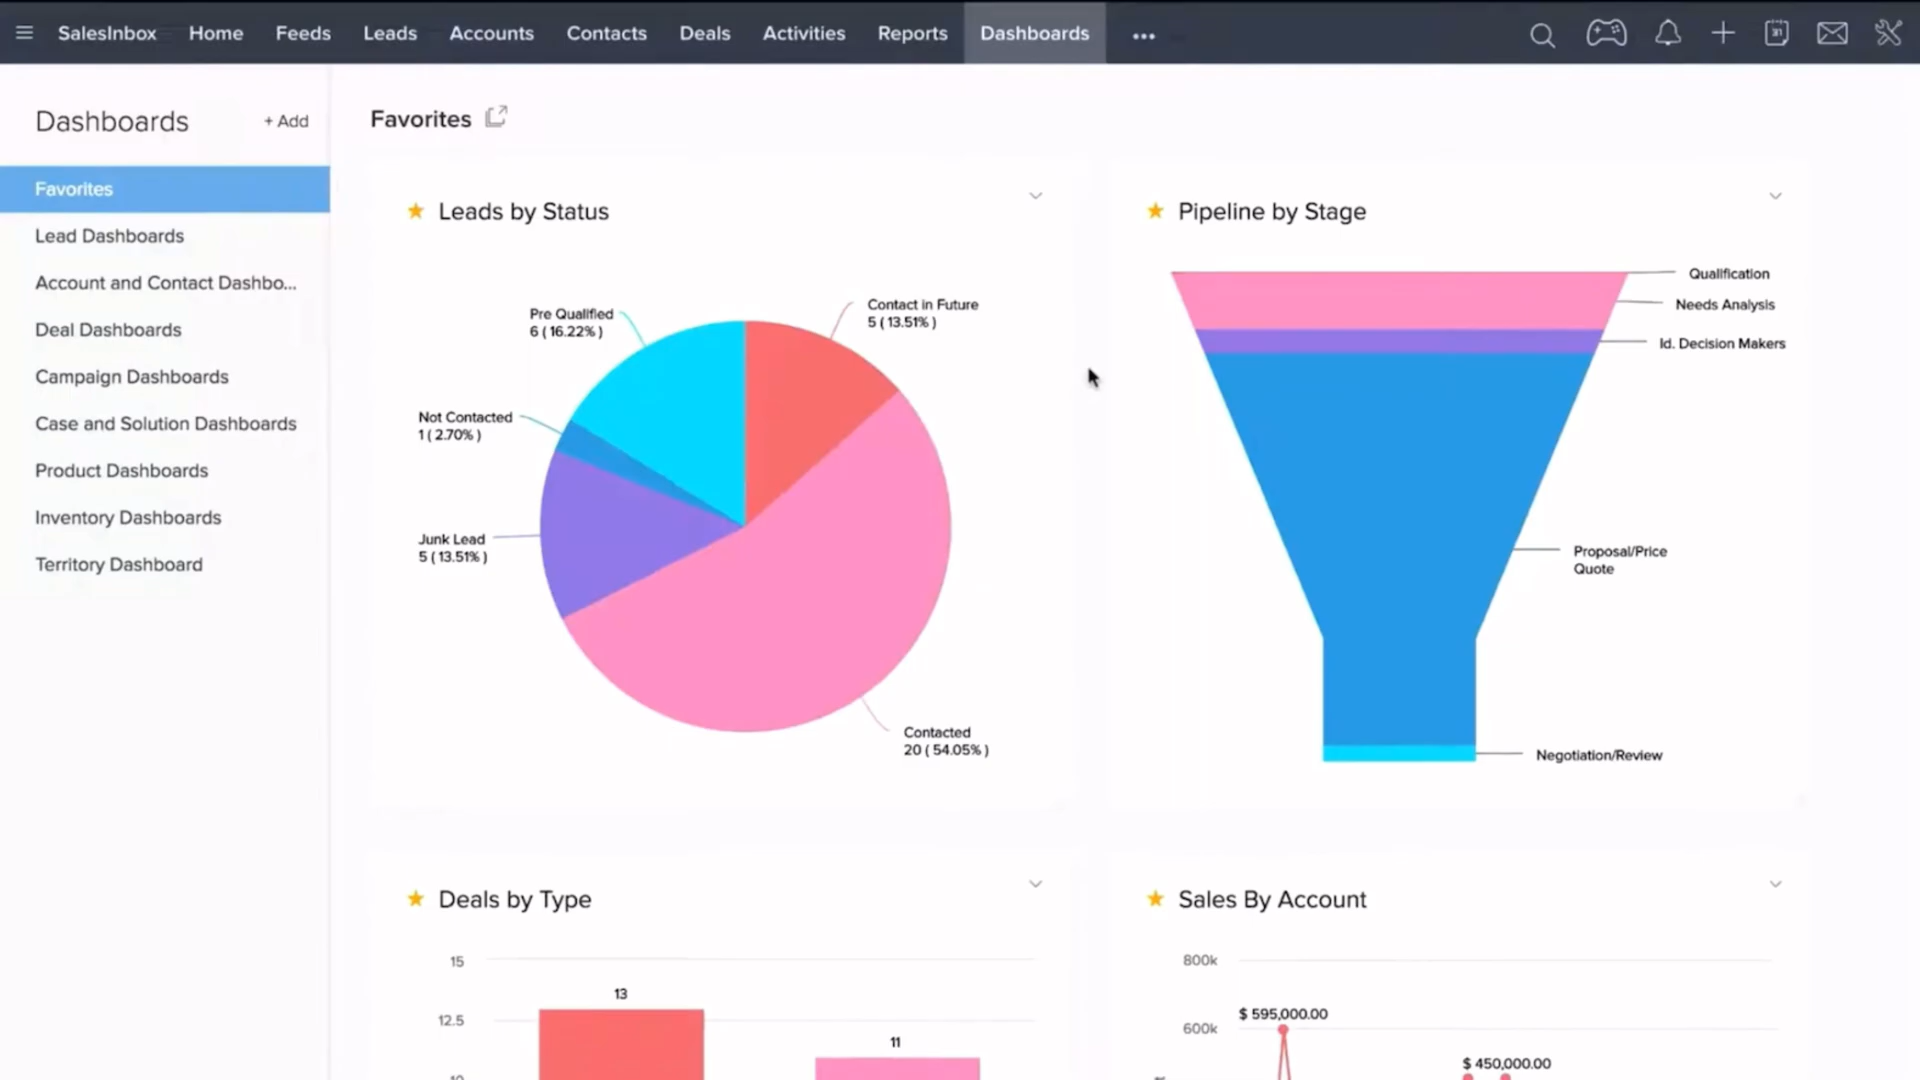 SalesInbox Home Feeds Leads Accounts Contacts Deals Activities Reports Dashboards ••• 31
Dashboards + Add
Favorites
Lead Dashboards
Account and Contact Dashbo...
Deal Dashboards
Campaign Dashboards
Case and Solution Dashboards
Product Dashboards
Inventory Dashboards
Territory Dashboard
Favorites
Leads by Status
Contact in Future
5 ( 13.51% )
Pre Qualified
6 ( 16.22% )
Not Contacted
1 ( 2.70% )
Junk Lead
5 ( 13.51% )
Contacted
20 ( 54.05% )
Pipeline by Stage
Qualification
Needs Analysis
Id. Decision Makers
Proposal/Price
Quote
Negotiation/Review
Deals by Type
15
13
12.5
11
Sales By Account
800k
$ 595,000.00
600k
$ 450,000.00